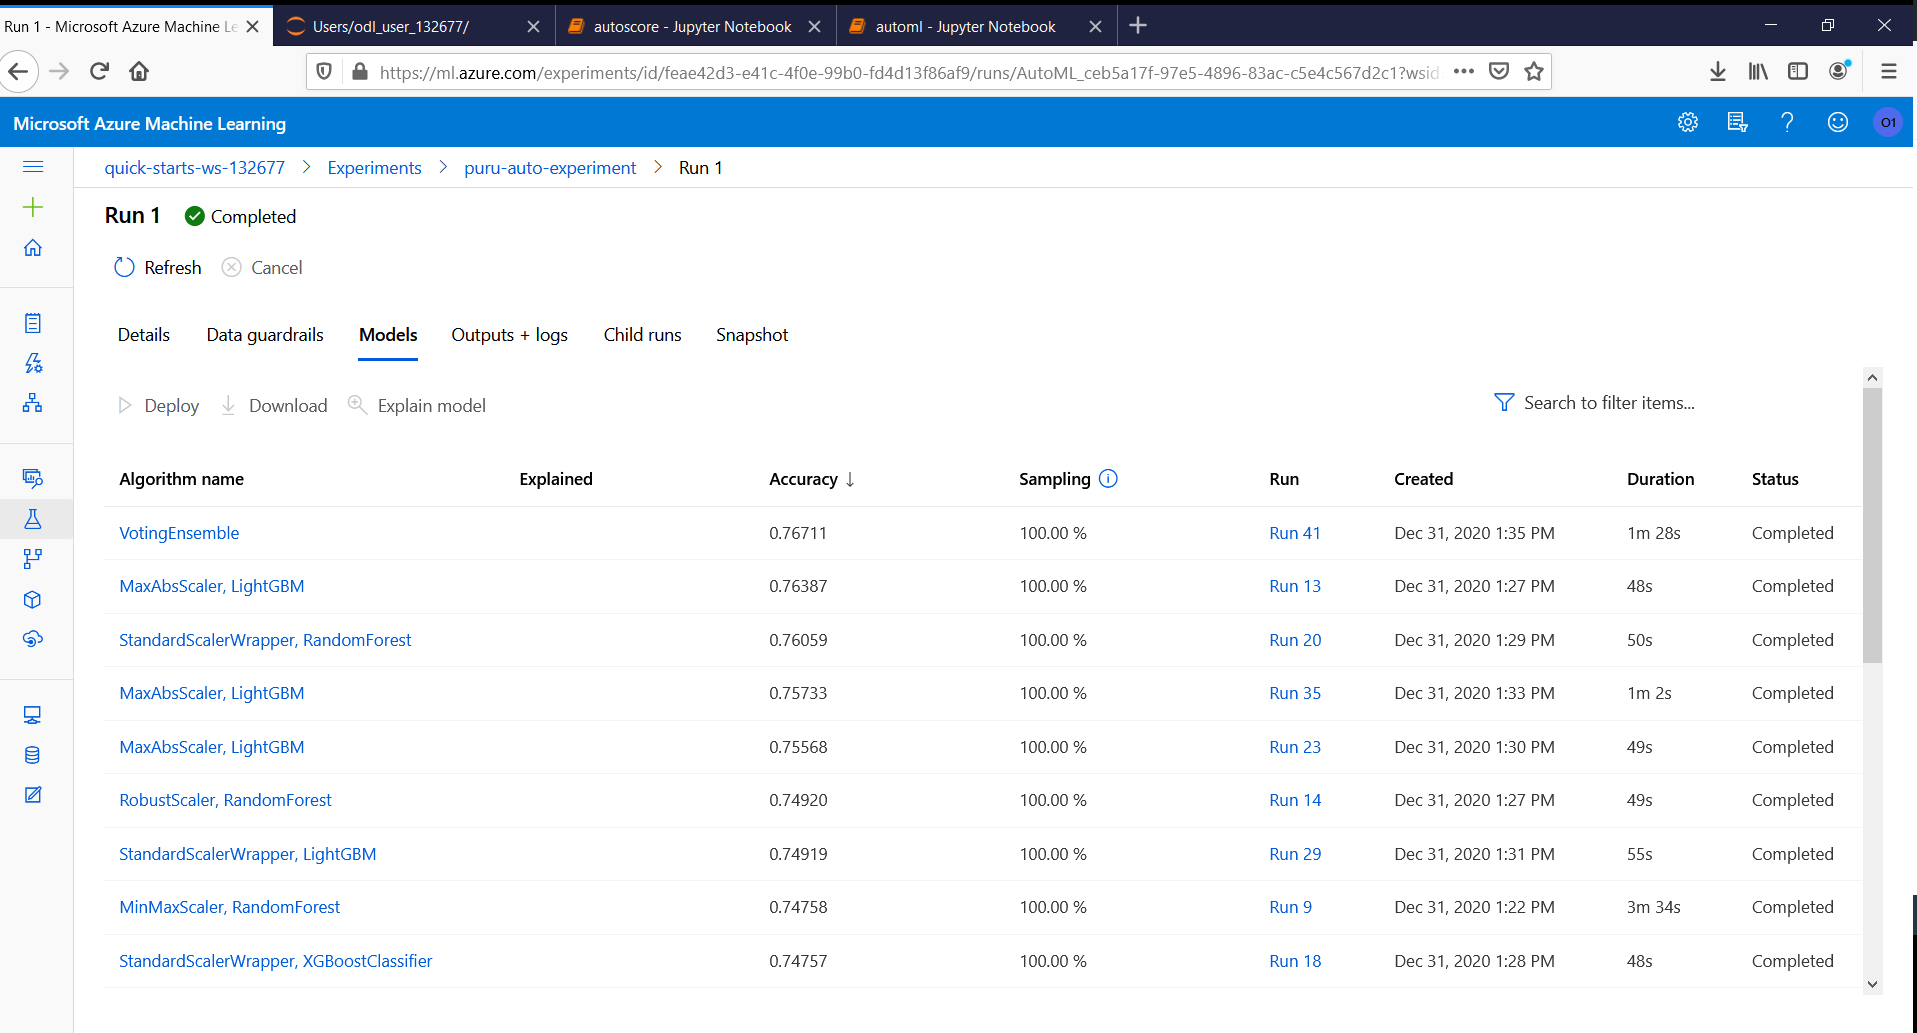 Run 1 - Microsoft Azure Machine Le
Users/odl_user_132677/
autoscore - Jupyter Notebook
automl - Jupyter Notebook
https://ml.azure.com/experiments/id/feae42d3-e41c-4f0e-99b0-fd4d13f86af9/runs/AutoML_ceb5a17f-97e5-4896-83ac-c5e4c567d2c1?wsid
Microsoft Azure Machine Learning
O1
quick-starts-ws-132677 > Experiments > puru-auto-experiment > Run 1
Run 1 Completed
Refresh Cancel
Details Data guardrails Models Outputs + logs Child runs Snapshot
Deploy Download Explain model Search to filter items...
Algorithm name Explained Accuracy ↓ Sampling Run Created Duration Status
VotingEnsemble 0.76711 100.00 % Run 41 Dec 31, 2020 1:35 PM 1m 28s Completed
MaxAbsScaler, LightGBM 0.76387 100.00 % Run 13 Dec 31, 2020 1:27 PM 48s Completed
StandardScalerWrapper, RandomForest 0.76059 100.00 % Run 20 Dec 31, 2020 1:29 PM 50s Completed
MaxAbsScaler, LightGBM 0.75733 100.00 % Run 35 Dec 31, 2020 1:33 PM 1m 2s Completed
MaxAbsScaler, LightGBM 0.75568 100.00 % Run 23 Dec 31, 2020 1:30 PM 49s Completed
RobustScaler, RandomForest 0.74920 100.00 % Run 14 Dec 31, 2020 1:27 PM 49s Completed
StandardScalerWrapper, LightGBM 0.74919 100.00 % Run 29 Dec 31, 2020 1:31 PM 55s Completed
MinMaxScaler, RandomForest 0.74758 100.00 % Run 9 Dec 31, 2020 1:22 PM 3m 34s Completed
StandardScalerWrapper, XGBoostClassifier 0.74757 100.00 % Run 18 Dec 31, 2020 1:28 PM 48s Completed